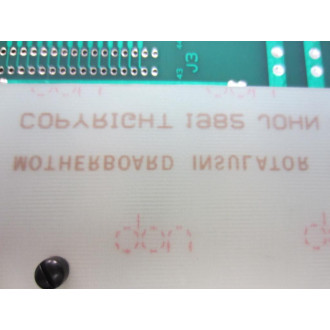 J3
MOTHERBOARD INSULATOR
COPYRIGHT 1982 JOHN